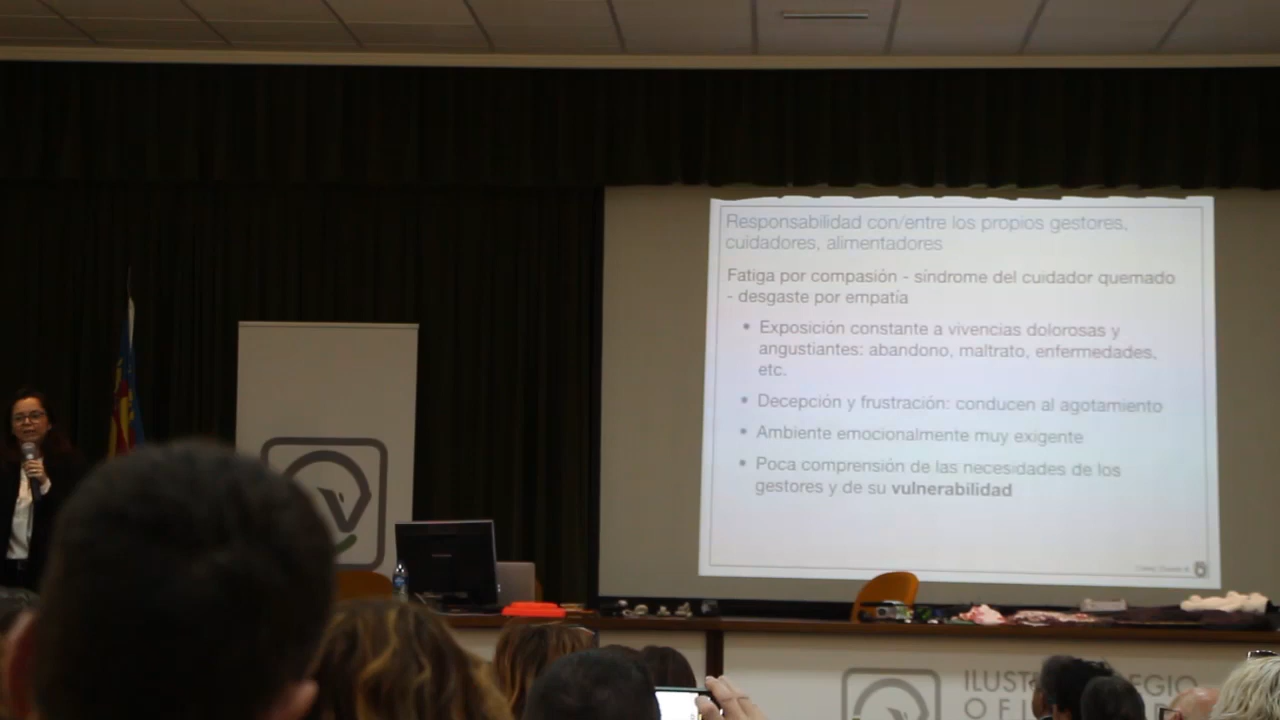 Responsabilidad con/entre los propios gestores,
cuidadores, alimentadores
Fatiga por compasión - síndrome del cuidador quemado
- desgaste por empatía
• Exposición constante a vivencias dolorosas y
angustiantes: abandono, maltrato, enfermedades,
etc.
• Decepción y frustración: conducen al agotamiento
• Ambiente emocionalmente muy exigente
• Poca comprensión de las necesidades de los
gestores y de su vulnerabilidad